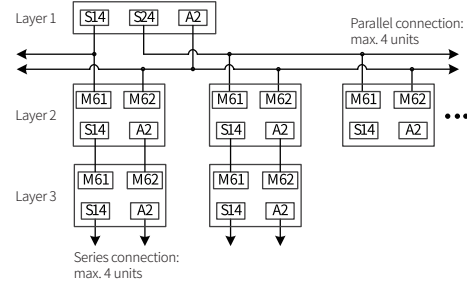 Layer 1
S14 S24 A2
Parallel connection:
max. 4 units
M61 M62 M61 M62 M61 M62
Layer 2
S14 A2 S14 A2 S14 A2
M61 M62 M61 M62
Layer 3
S14 A2 S14 A2
Series connection:
max. 4 units